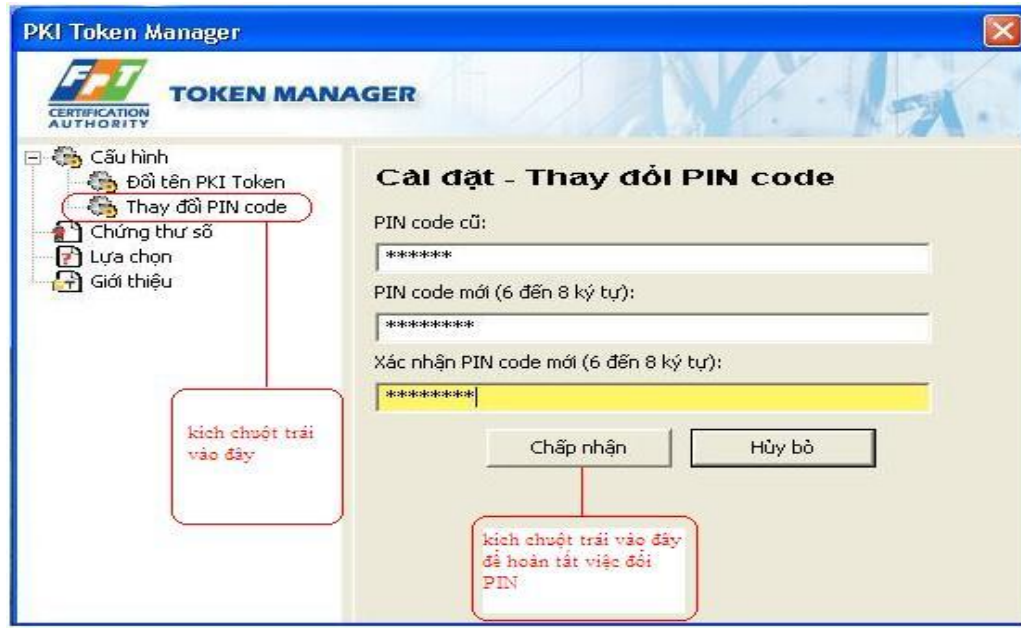 PKI Token Manager
FPT
CERTIFICATION
AUTHORITY
TOKEN MANAGER
Cấu hình
Đổi tên PKI Token
Thay đổi PIN code
Chứng thư số
Lựa chọn
Giới thiệu
Cài đặt - Thay đổi PIN code
PIN code cũ:
******
PIN code mới (6 đến 8 ký tự):
********
Xác nhận PIN code mới (6 đến 8 ký tự):
********
Chấp nhận
Hủy bỏ
kích chuột trái
vào đây
kích chuột trái vào đây
để hoàn tất việc đổi
PIN